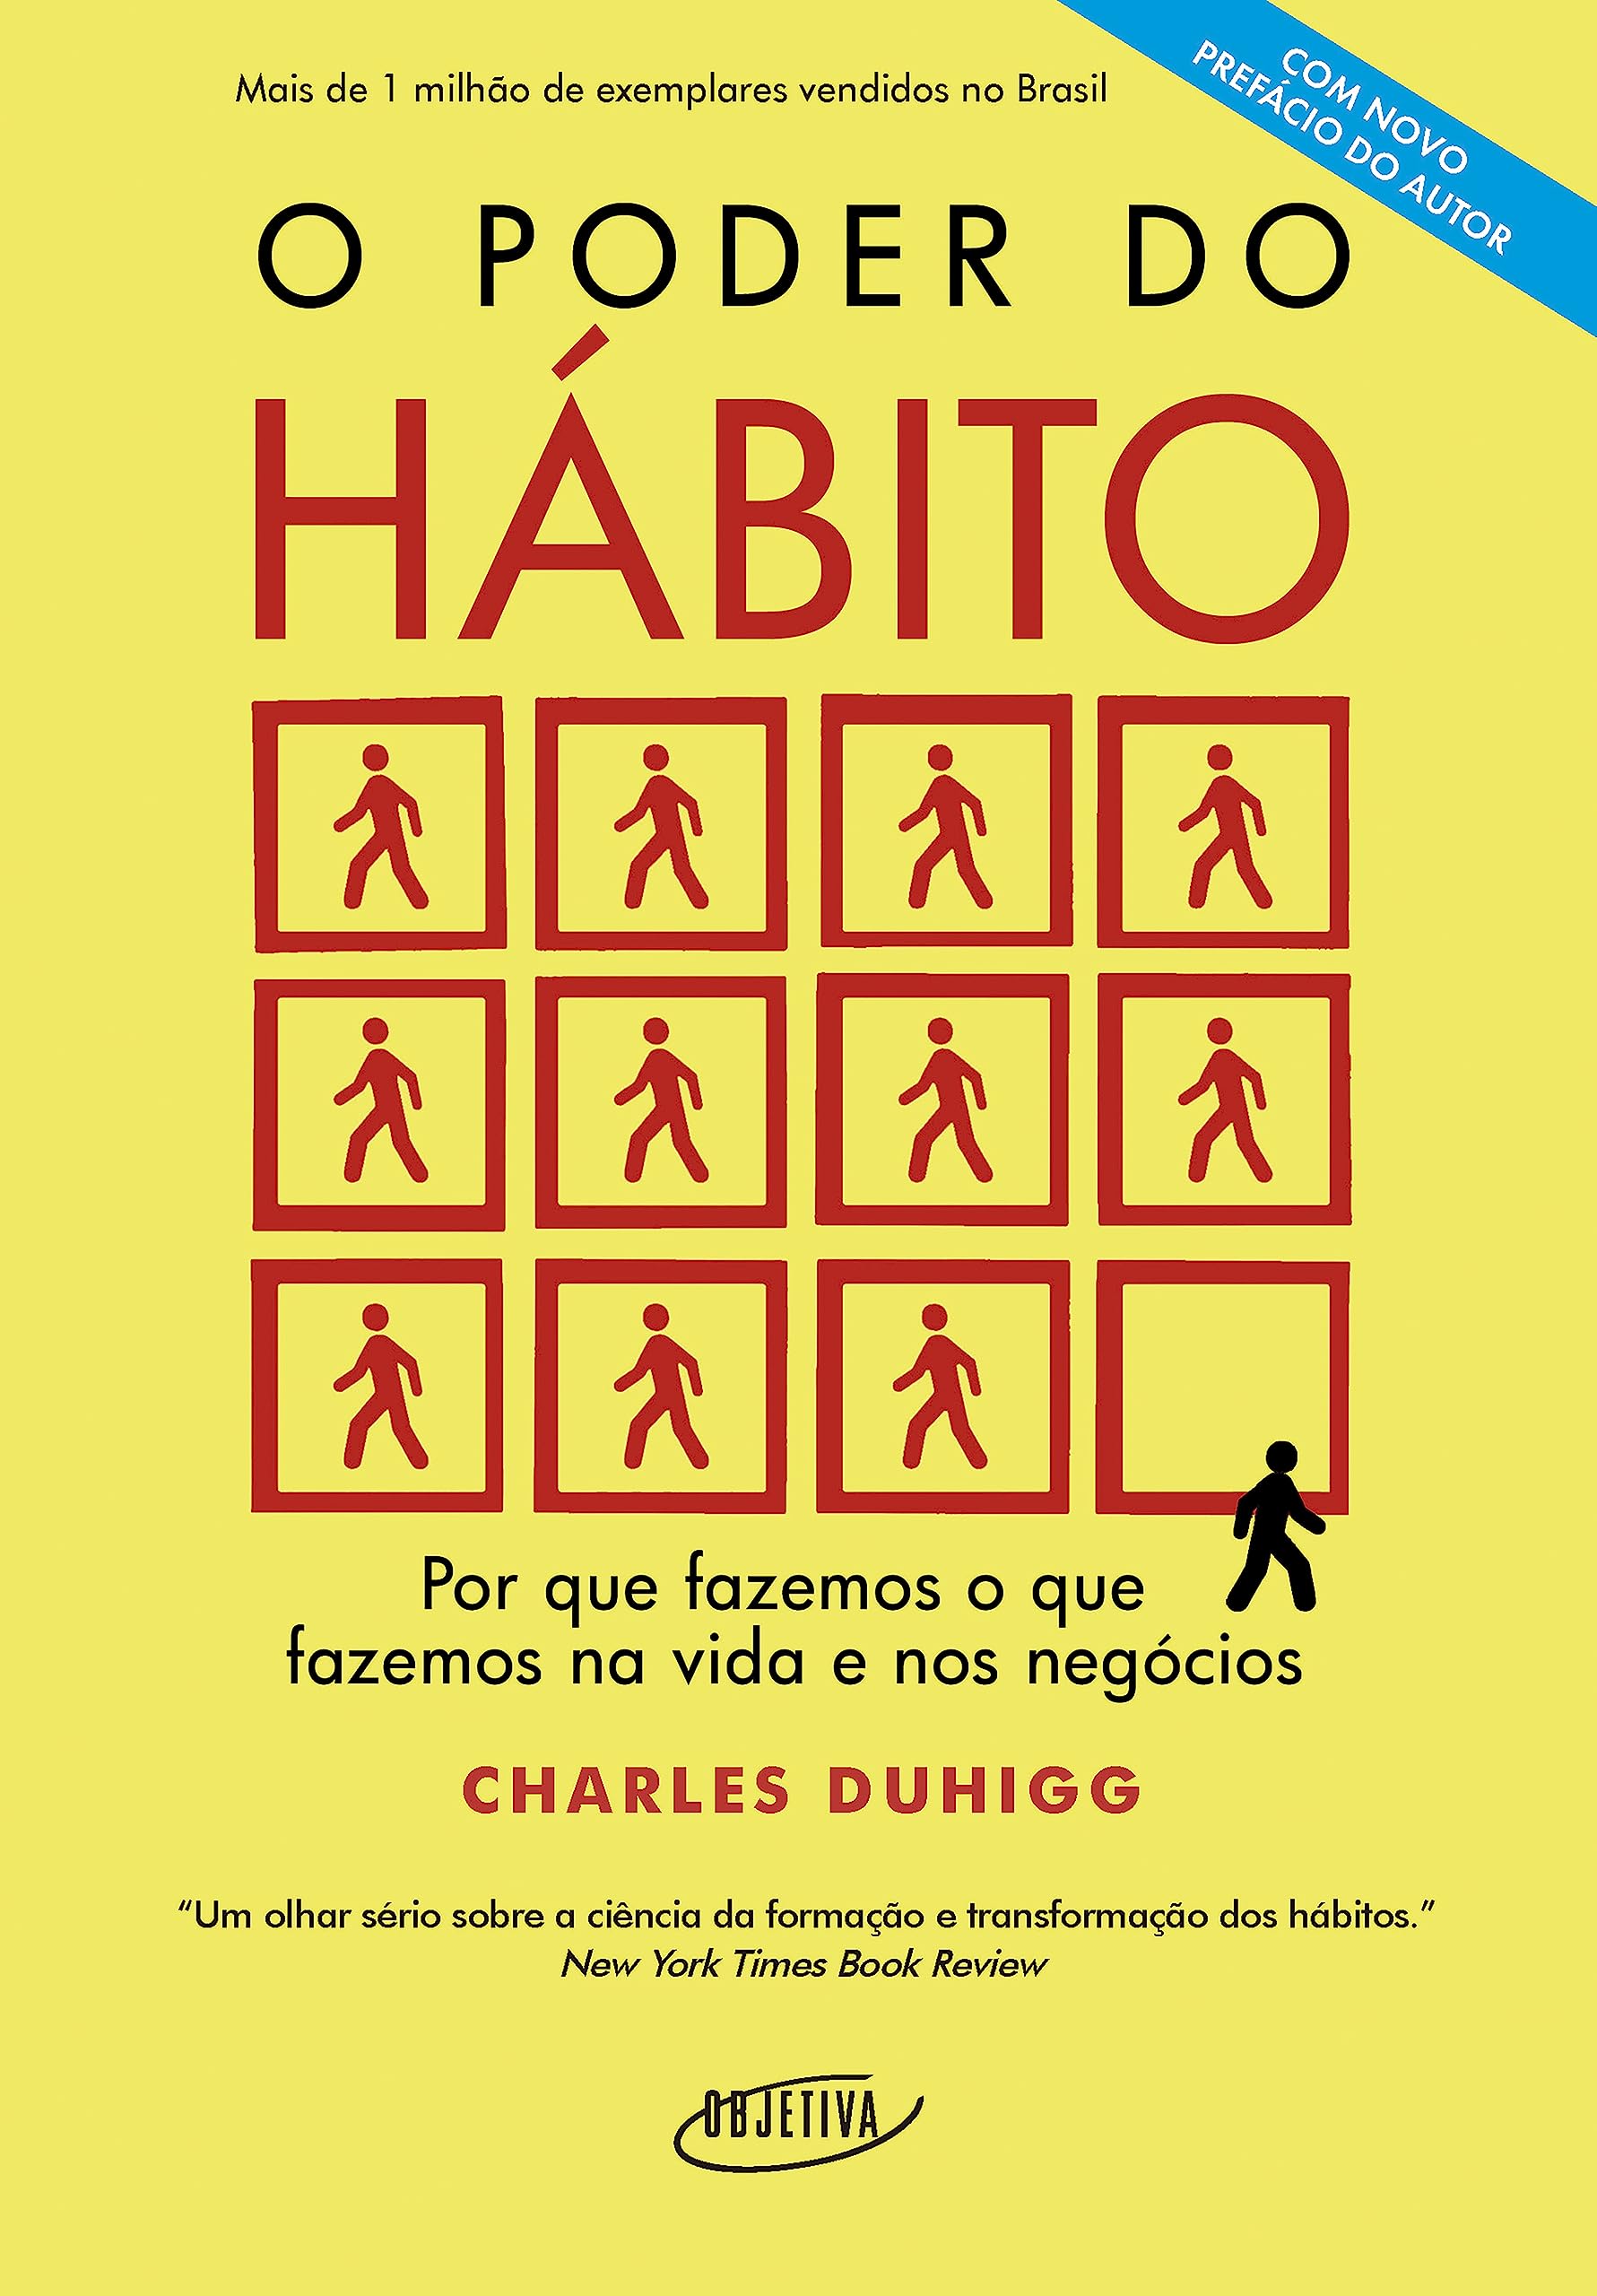 Mais de 1 milhão de exemplares vendidos no Brasil
COM NOVO
PREFÁCIO DO AUTOR
O PODER DO
HÁBITO
Por que fazemos o que
fazemos na vida e nos negócios
CHARLES DUHIGG
“Um olhar sério sobre a ciência da formação e transformação dos hábitos.”
New York Times Book Review
OBJETIVA